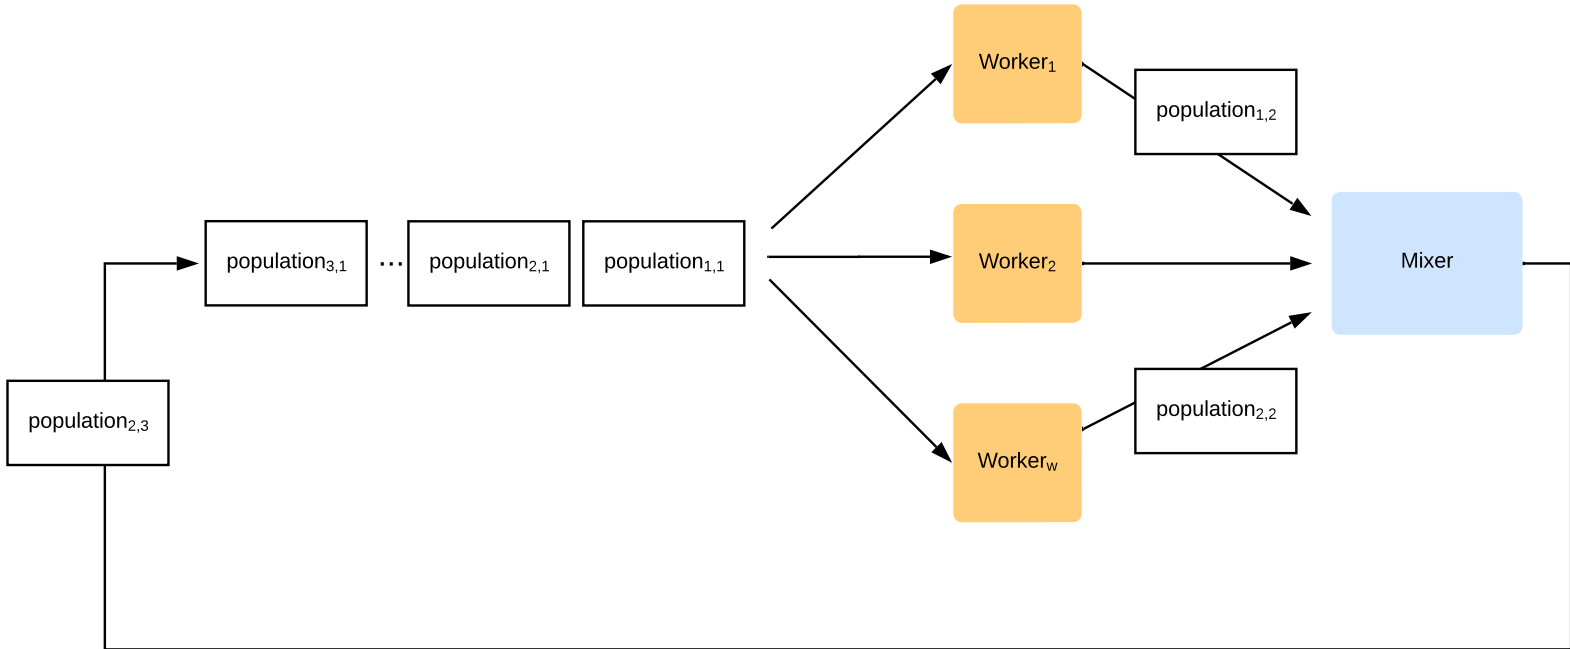 Worker1
population1,2
population3,1 ... population2,1 population1,1
Worker2
Mixer
population2,3
population2,2
Workerw